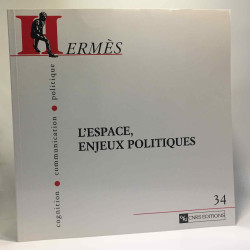 HERMÈS
cognition • communication • politique
L'ESPACE,
ENJEUX POLITIQUES
34
CNRS EDITIONS